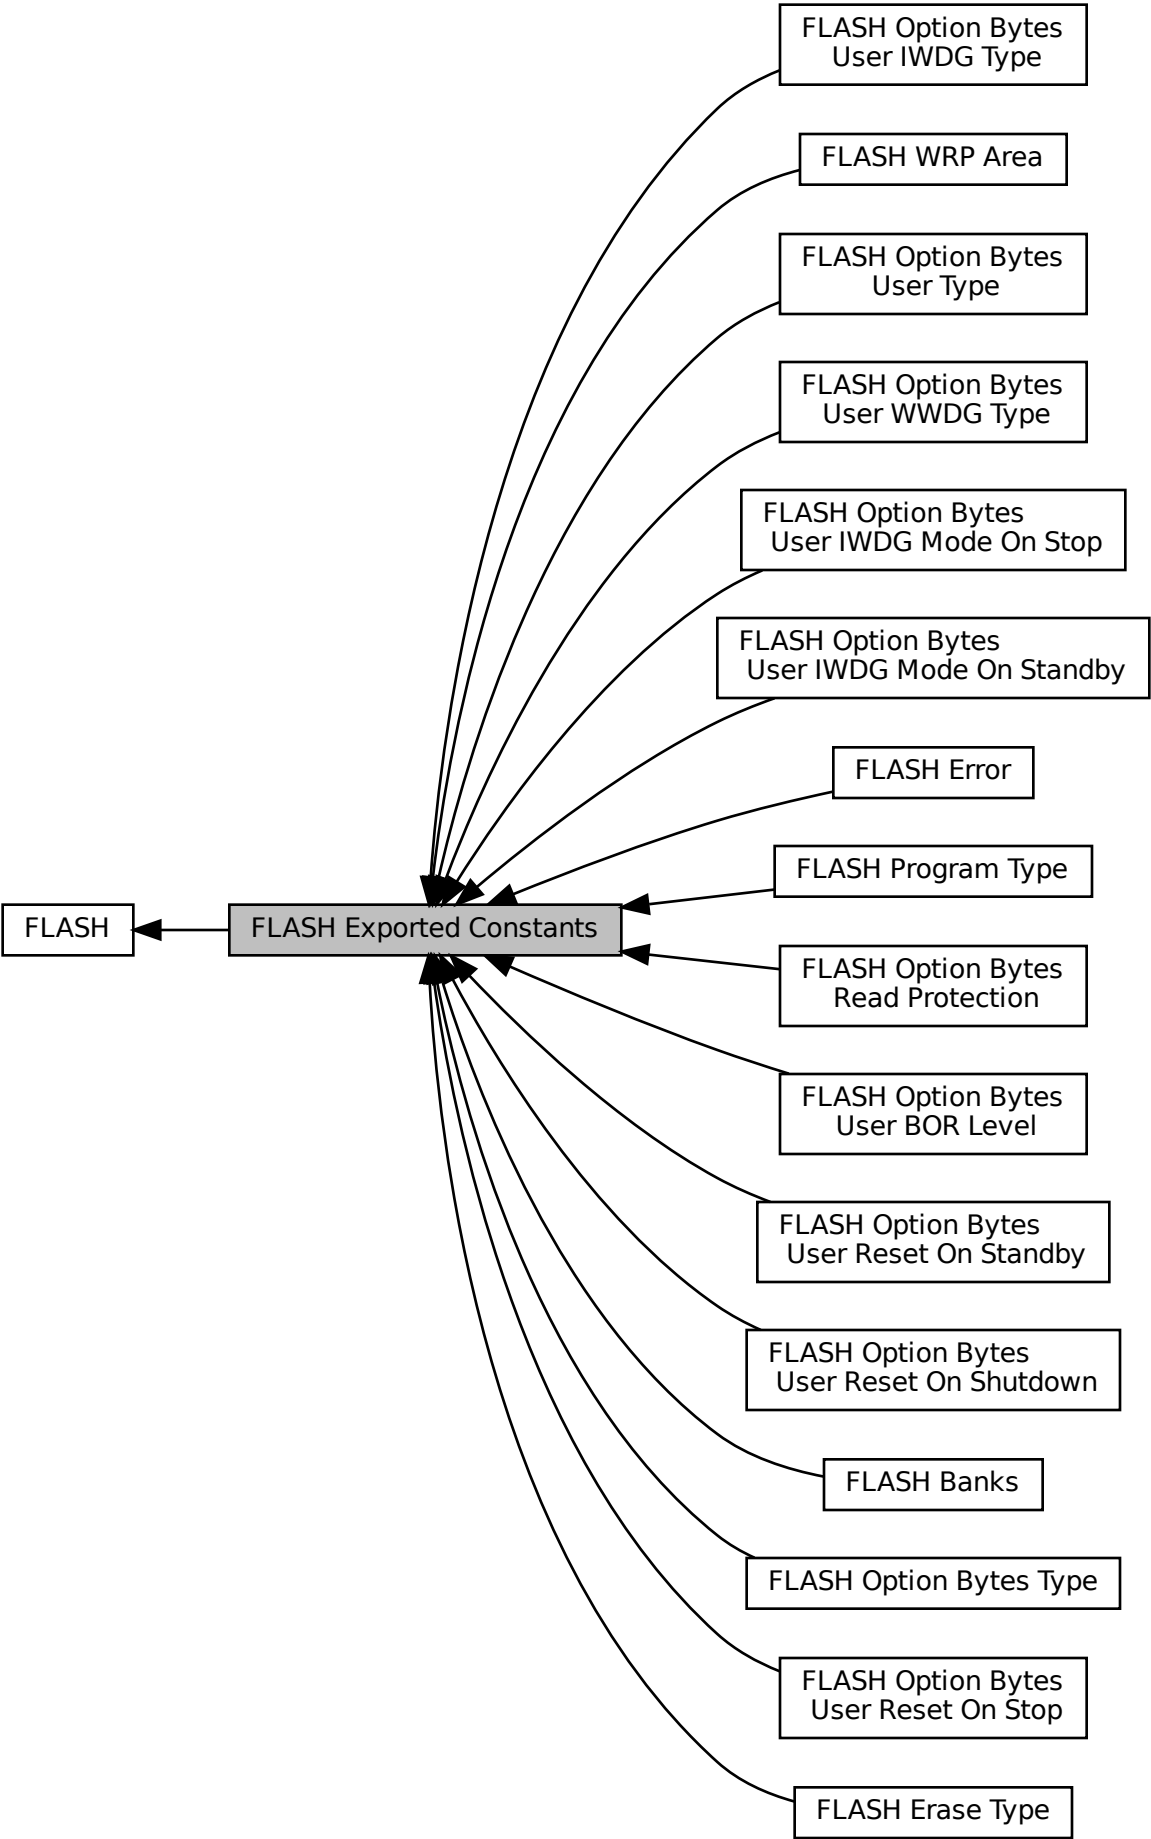 FLASH Option Bytes
User IWDG Type
FLASH WRP Area
FLASH Option Bytes
User Type
FLASH Option Bytes
User WWDG Type
FLASH Option Bytes
User IWDG Mode On Stop
FLASH Option Bytes
User IWDG Mode On Standby
FLASH Error
FLASH Program Type
FLASH
FLASH Exported Constants
FLASH Option Bytes
Read Protection
FLASH Option Bytes
User BOR Level
FLASH Option Bytes
User Reset On Standby
FLASH Option Bytes
User Reset On Shutdown
FLASH Banks
FLASH Option Bytes Type
FLASH Option Bytes
User Reset On Stop
FLASH Erase Type